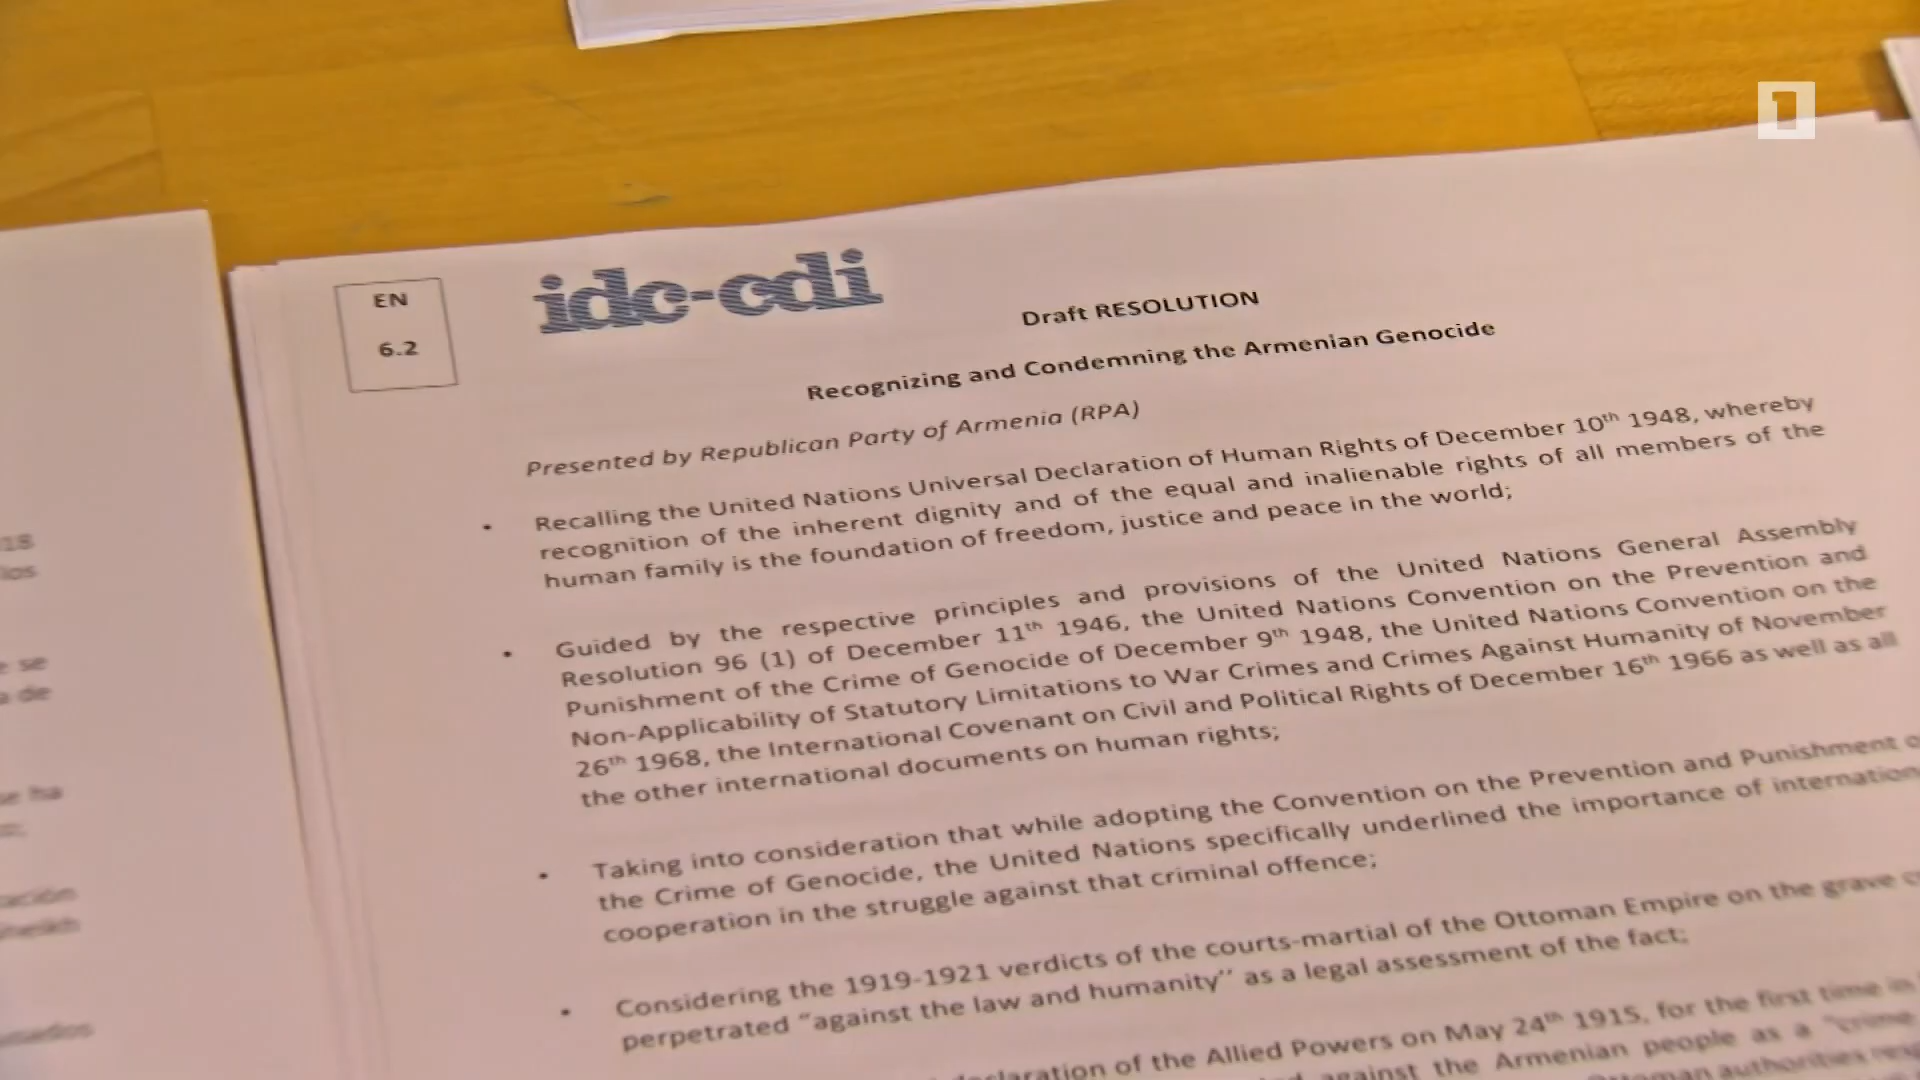 1
EN
6.2
idc-cdi
Draft RESOLUTION
Recognizing and Condemning the Armenian Genocide
Presented by Republican Party of Armenia (RPA)
• Recalling the United Nations Universal Declaration of Human Rights of December 10th 1948, whereby
recognition of the inherent dignity and of the equal and inalienable rights of all members of the
human family is the foundation of freedom, justice and peace in the world;
• Guided by the respective principles and provisions of the United Nations General Assembly
Resolution 96 (1) of December 11th 1946, the United Nations Convention on the Prevention and
Punishment of the Crime of Genocide of December 9th 1948, the United Nations Convention on the
Non-Applicability of Statutory Limitations to War Crimes and Crimes Against Humanity of November
26th 1968, the International Covenant on Civil and Political Rights of December 16th 1966 as well as all
the other international documents on human rights;
• Taking into consideration that while adopting the Convention on the Prevention and Punishment
the Crime of Genocide, the United Nations specifically underlined the importance of
cooperation in the struggle against that criminal offence;
• Considering the 1919-1921 verdicts of the courts-martial of the Ottoman Empire on the grave
perpetrated “against the law and humanity’’ as a legal assessment of the fact;
of the Allied Powers on May 24th 1915, for the first time in
against the Armenian people as a "crime
Ottoman authorities
18
los
se
a de
se ha